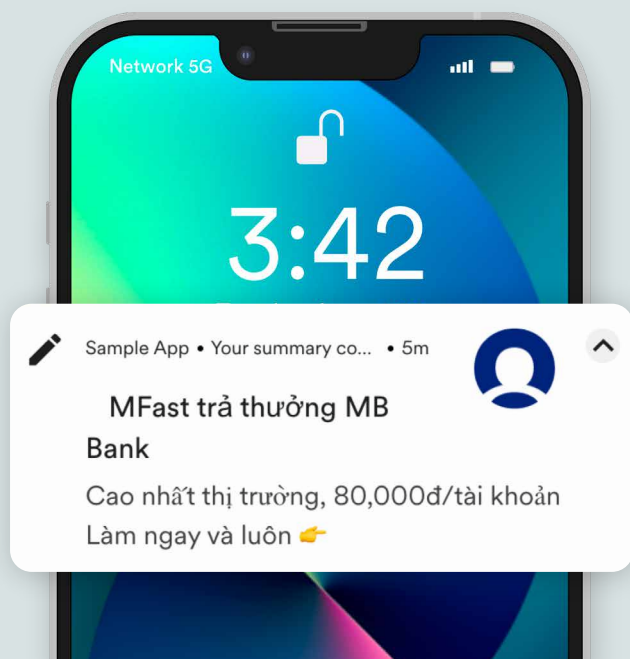 Network 5G
3:42
Sample App • Your summary co... • 5m
MFast trả thưởng MB
Bank
Cao nhất thị trường, 80,000đ/tài khoản
Làm ngay và luôn 👉